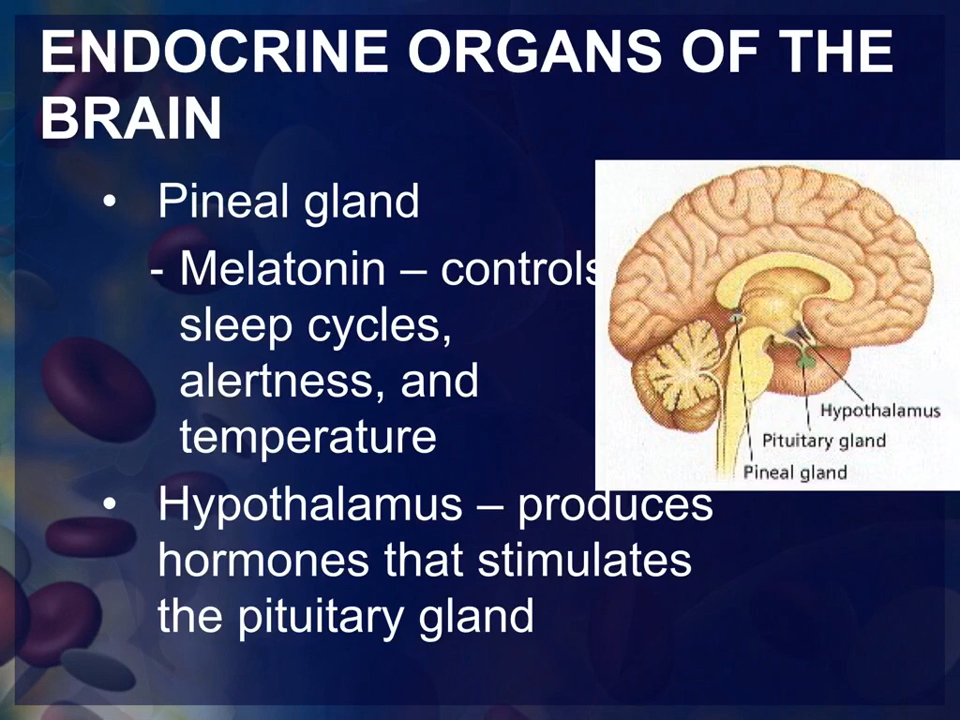 ENDOCRINE ORGANS OF THE
BRAIN
• Pineal gland
- Melatonin – controls
sleep cycles,
alertness, and
temperature
• Hypothalamus – produces
hormones that stimulates
the pituitary gland
Hypothalamus
Pituitary gland
Pineal gland